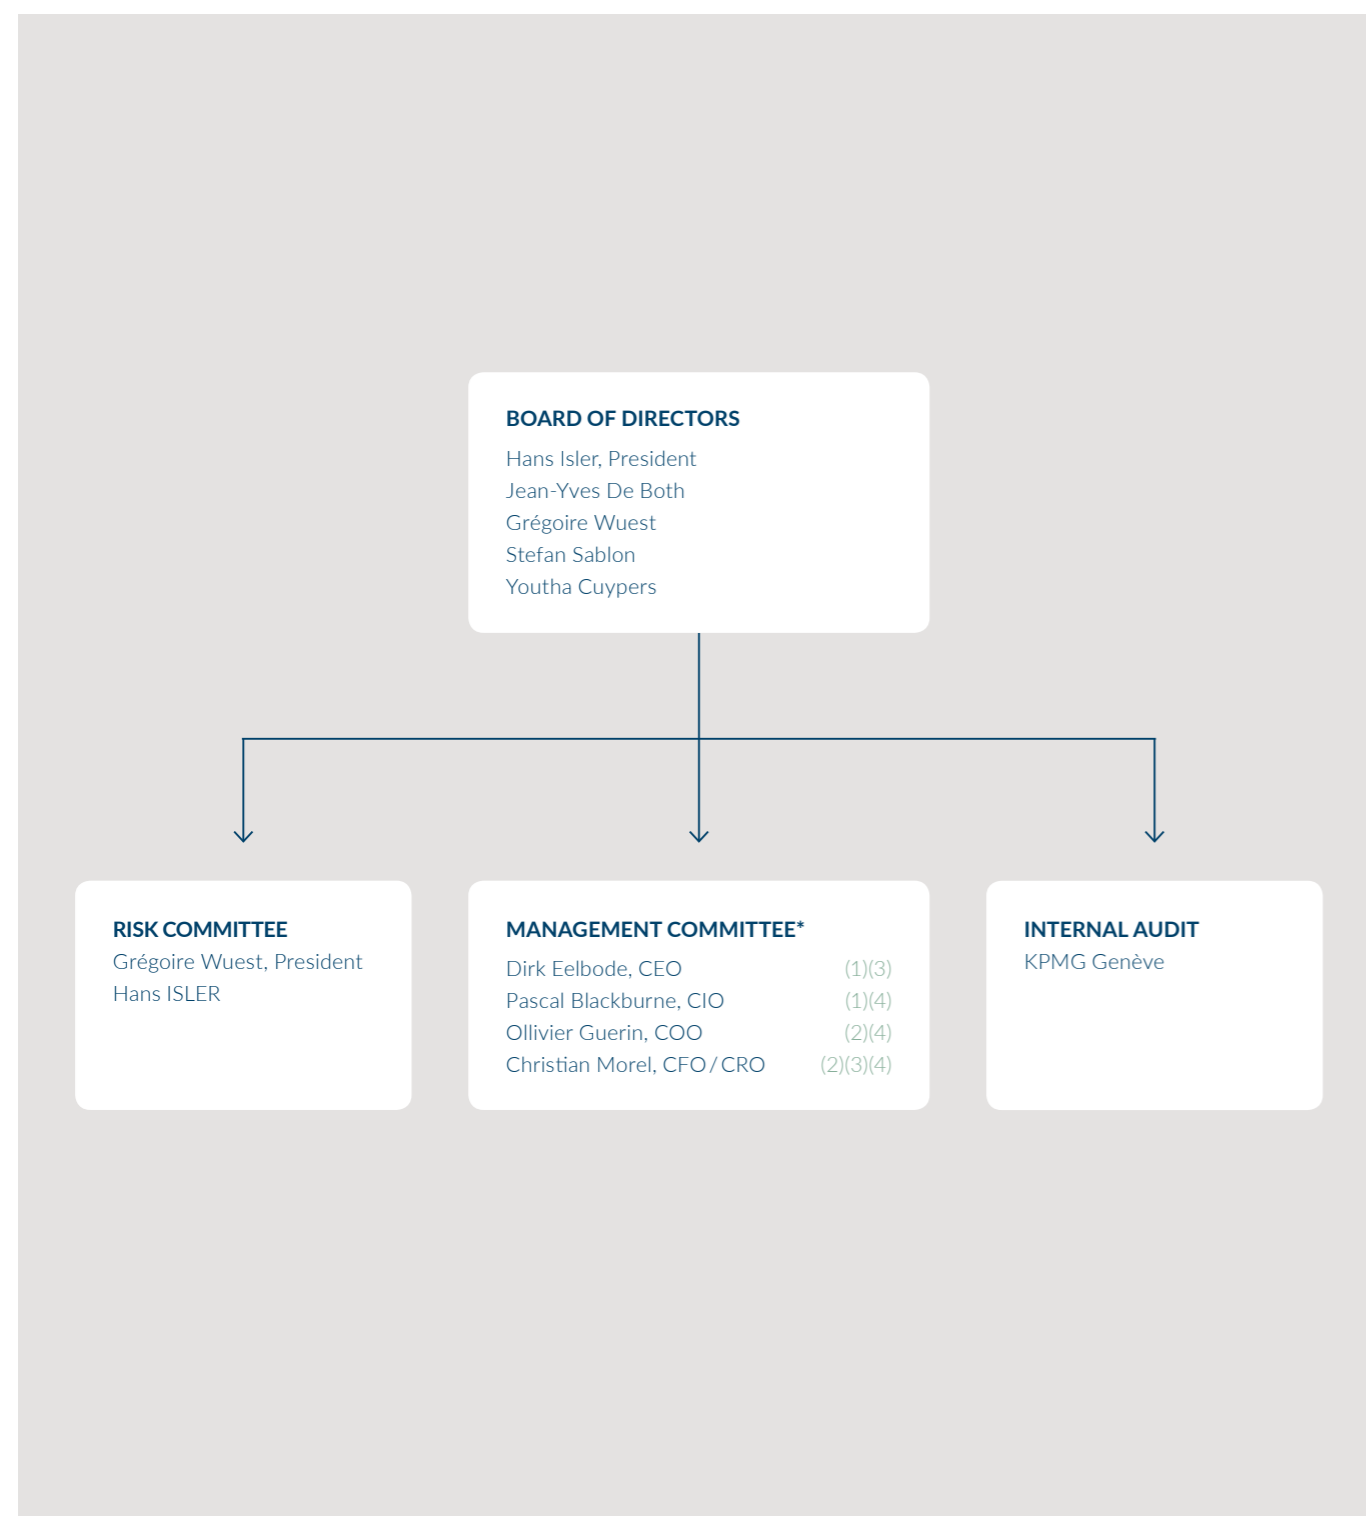 BOARD OF DIRECTORS
Hans Isler, President
Jean-Yves De Both
Grégoire Wuest
Stefan Sablon
Youtha Cuypers
RISK COMMITTEE
Grégoire Wuest, President
Hans ISLER
MANAGEMENT COMMITTEE*
Dirk Eelbode, CEO (1)(3)
Pascal Blackburne, CIO (1)(4)
Ollivier Guerin, COO (2)(4)
Christian Morel, CFO / CRO (2)(3)(4)
INTERNAL AUDIT
KPMG Genève